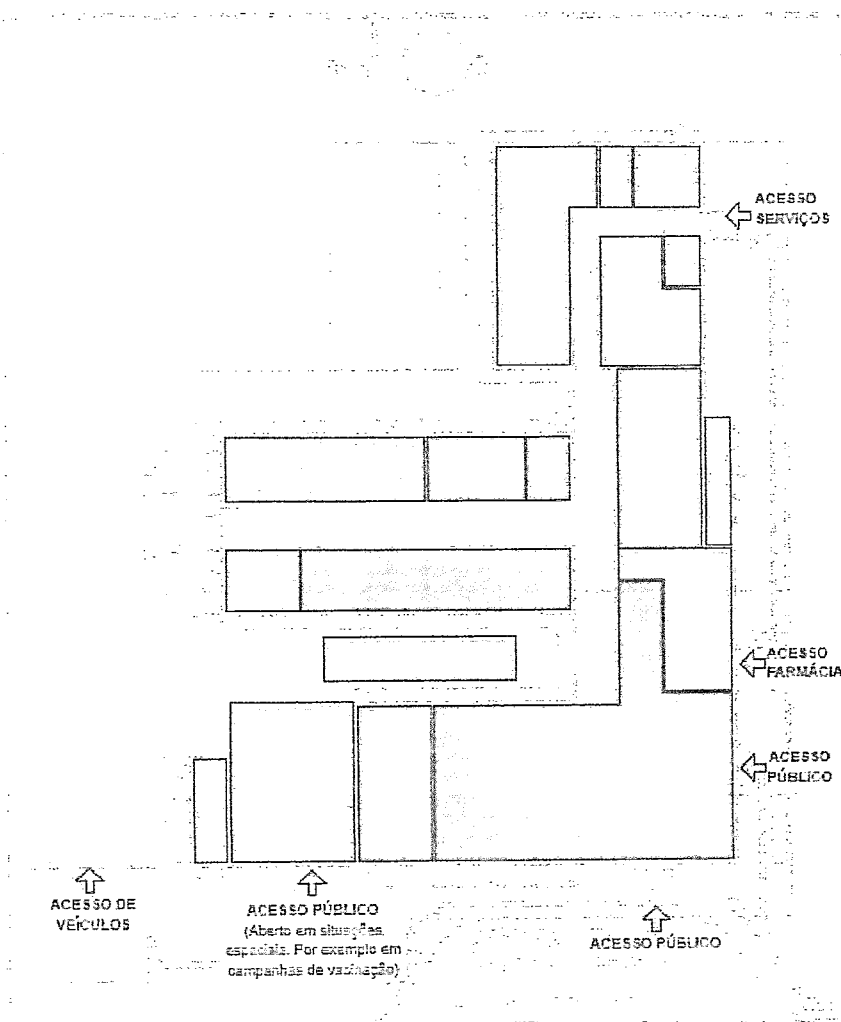 ACESSO
SERVIÇOS
ACESSO
FARMÁCIA
ACESSO
PÚBLICO
ACESSO DE
VEÍCULOS
ACESSO PÚBLICO
(Aberto em situações
especiais. Por exemplo em
campanhas de vacinação)
ACESSO PÚBLICO